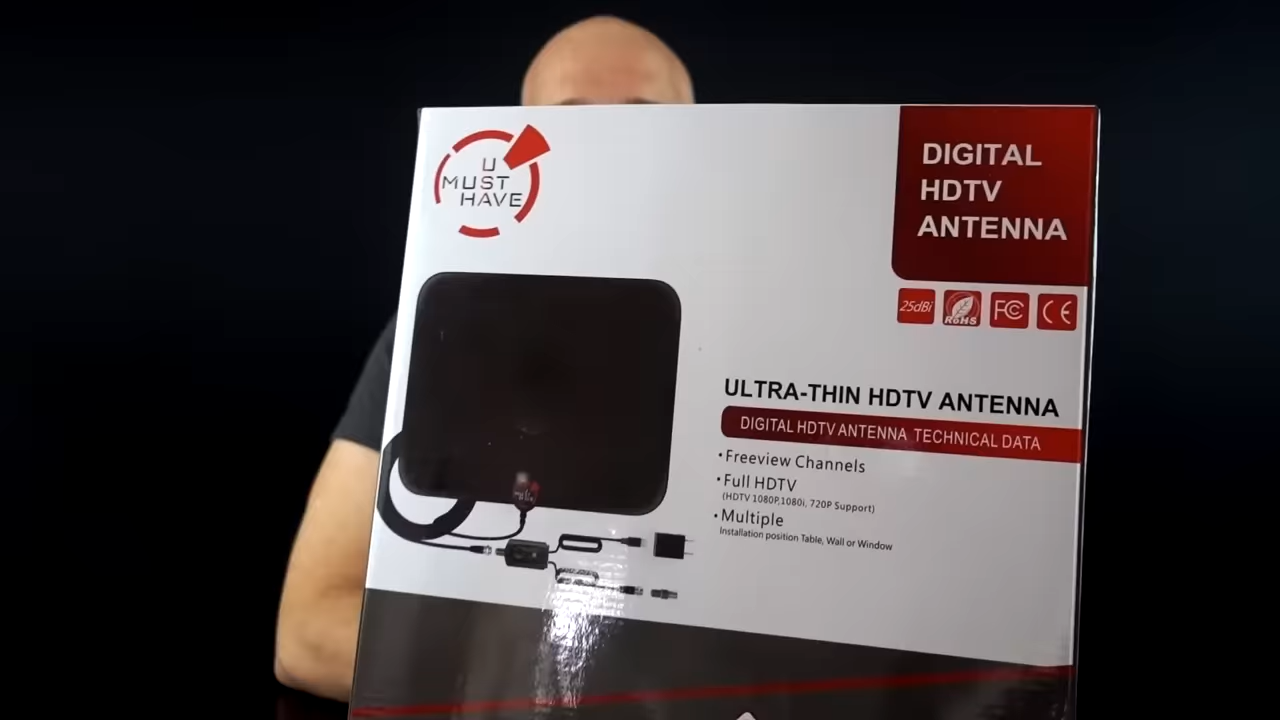 U
MUST
HAVE
DIGITAL
HDTV
ANTENNA
25dBi
RoHS
FC
CE
ULTRA-THIN HDTV ANTENNA
DIGITAL HDTV ANTENNA TECHNICAL DATA
•Freeview Channels
•Full HDTV
(HDTV 1080P,1080i, 720P Support)
•Multiple
Installation position Table, Wall or Window